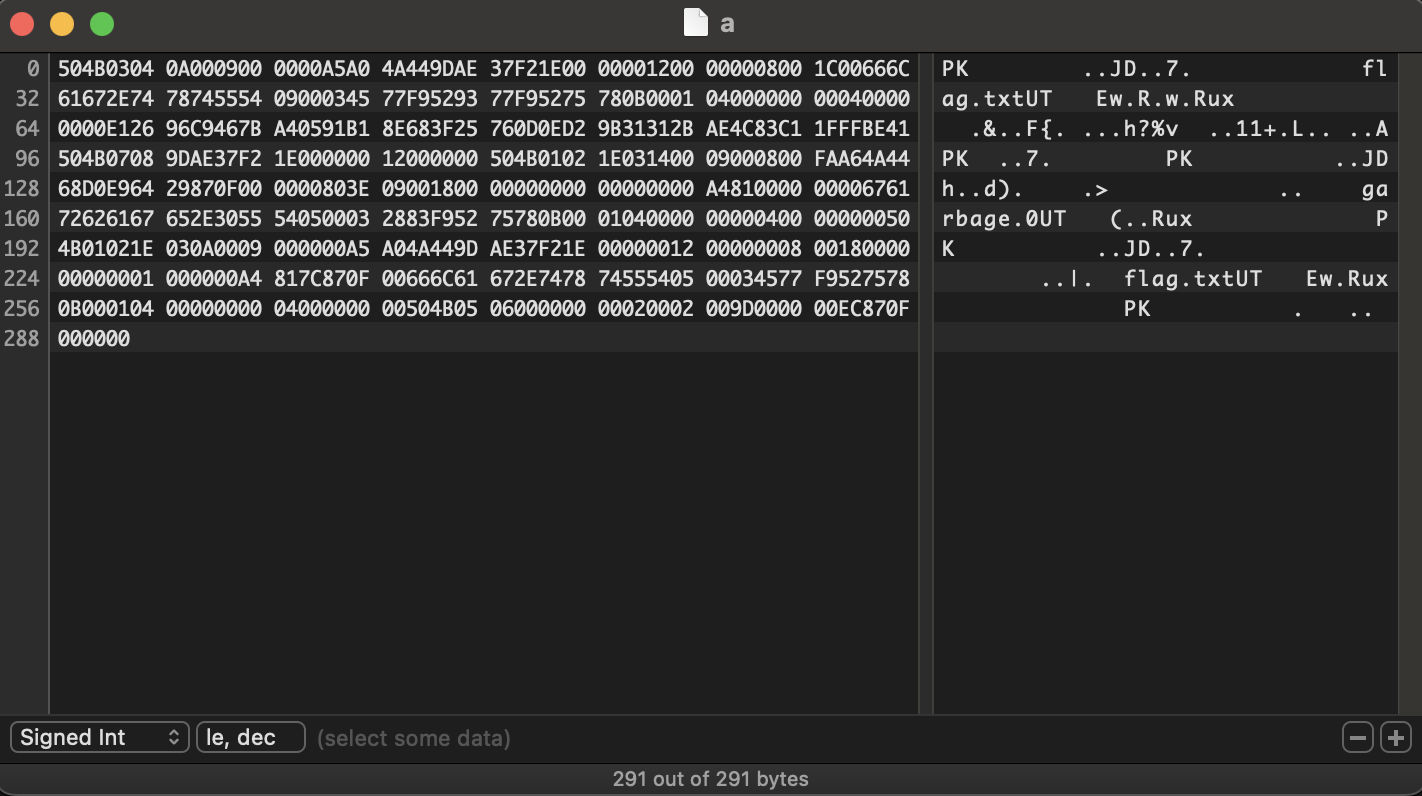 a
0 504B0304 0A000900 0000A5A0 4A449DAE 37F21E00 00001200 00000800 1C00666C PK ..JD..7. fl
32 61672E74 78745554 09000345 77F95293 77F95275 780B0001 04000000 00040000 ag.txtUT Ew.R.w.Rux
64 0000E126 96C9467B A40591B1 8E683F25 760D0ED2 9B31312B AE4C83C1 1FFFBE41 .&..F{. ...h?%v ..11+.L.. ..A
96 504B0708 9DAE37F2 1E000000 12000000 504B0102 1E031400 09000800 FAA64A44 PK ..7. PK ..JD
128 68D0E964 29870F00 0000803E 09001800 00000000 00000000 A4810000 00006761 h..d). .> .. ga
160 72626167 652E3055 54050003 2883F952 75780B00 01040000 00000400 00000050 rbage.0UT (..Rux P
192 4B01021E 030A0009 000000A5 A04A449D AE37F21E 00000012 00000008 00180000 K ..JD..7.
224 00000001 000000A4 817C870F 00666C61 672E7478 74555405 00034577 F9527578 ..|. flag.txtUT Ew.Rux
256 0B000104 00000000 04000000 00504B05 06000000 00020002 009D0000 00EC870F PK . ..
288 000000
Signed Int le, dec (select some data)
291 out of 291 bytes